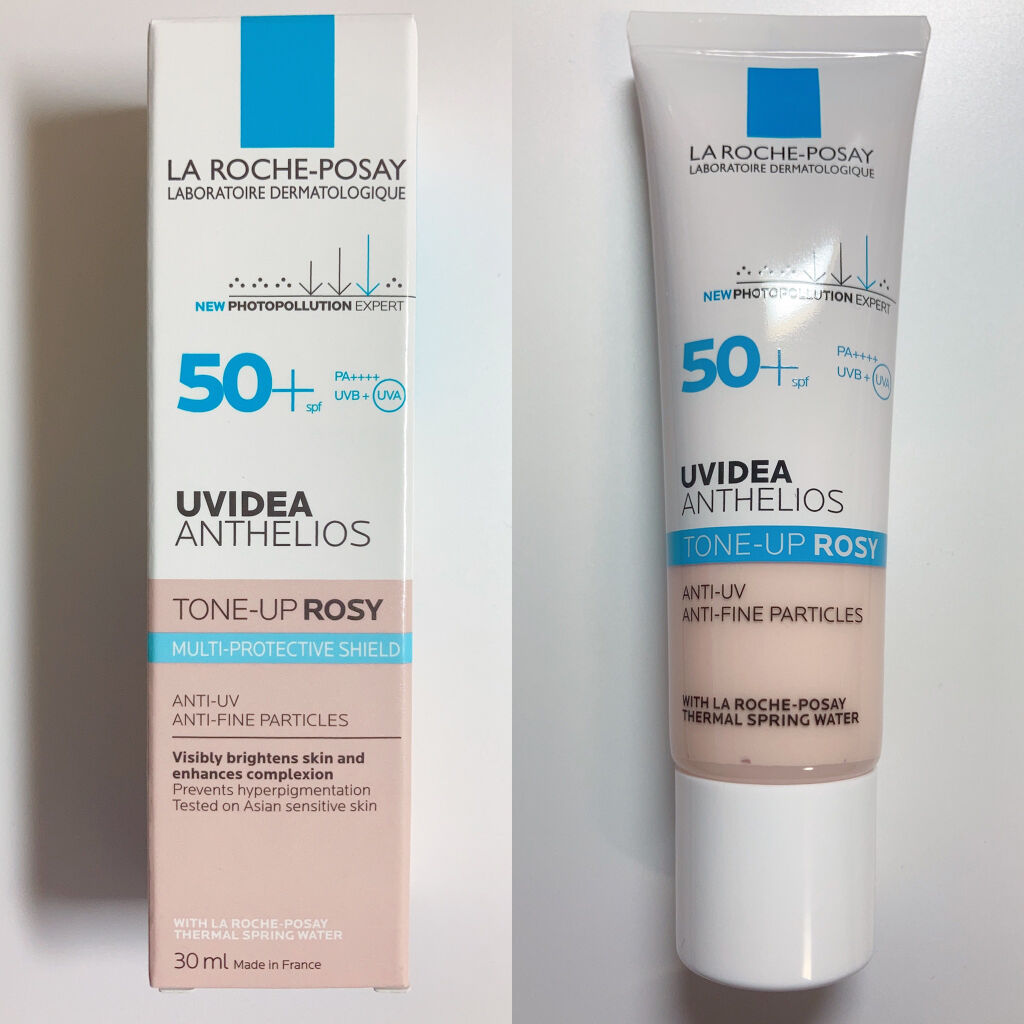 LA ROCHE-POSAY
LABORATOIRE DERMATOLOGIQUE
NEW PHOTOPOLLUTION EXPERT
50+ spf
PA++++
UVB + UVA
UVIDEA
ANTHELIOS
TONE-UP ROSY
MULTI-PROTECTIVE SHIELD
ANTI-UV
ANTI-FINE PARTICLES
Visibly brightens skin and
enhances complexion
Prevents hyperpigmentation
Tested on Asian sensitive skin
WITH LA ROCHE-POSAY
THERMAL SPRING WATER
30 ml Made in France
LA ROCHE-POSAY
LABORATOIRE DERMATOLOGIQUE
NEW PHOTOPOLLUTION EXPERT
50+ spf
PA++++
UVB + UVA
UVIDEA
ANTHELIOS
TONE-UP ROSY
ANTI-UV
ANTI-FINE PARTICLES
WITH LA ROCHE-POSAY
THERMAL SPRING WATER